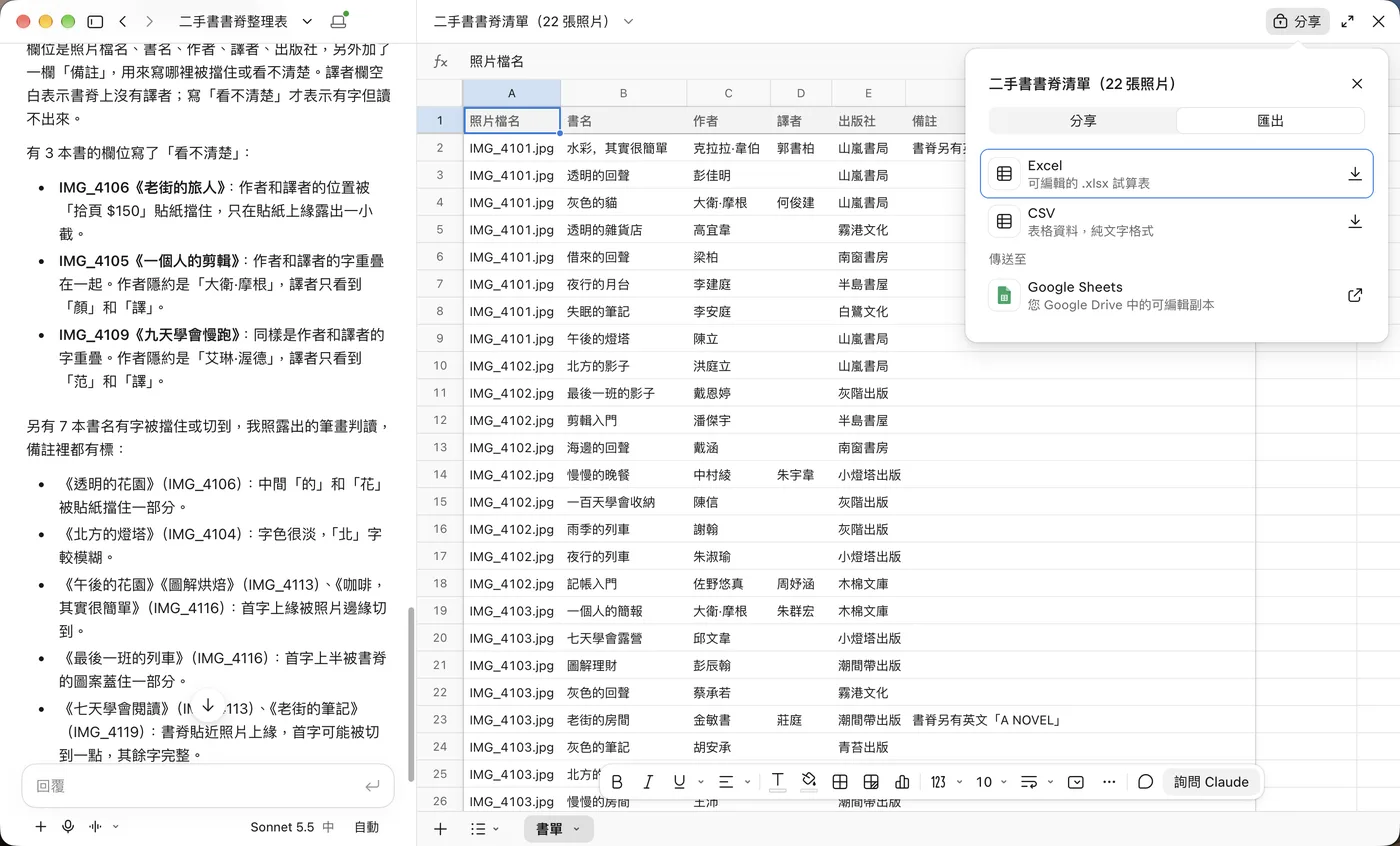 二手書書脊整理表
欄位是照片檔名、書名、作者、譯者、出版社，另外加了
一欄「備註」，用來寫哪裡被擋住或看不清楚。譯者欄空
白表示書脊上沒有譯者；寫「看不清楚」才表示有字但讀
不出來。
有 3 本書的欄位寫了「看不清楚」：
• IMG_4106《老街的旅人》：作者和譯者的位置被
「拾頁 $150」貼紙擋住，只在貼紙上緣露出一小
截。
• IMG_4105《一個人的剪輯》：作者和譯者的字重疊
在一起。作者隱約是「大衛·摩根」，譯者只看到
「顏」和「譯」。
• IMG_4109《九天學會慢跑》：同樣是作者和譯者的
字重疊。作者隱約是「艾琳·渥德」，譯者只看到
「范」和「譯」。
另有 7 本書名有字被擋住或切到，我照露出的筆畫判讀，
備註裡都有標：
• 《透明的花園》（IMG_4106）：中間「的」和「花」
被貼紙擋住一部分。
• 《北方的燈塔》（IMG_4104）：字色很淡，「北」字
較模糊。
• 《午後的花園》《圖解烘焙》（IMG_4113）、《咖啡，
其實很簡單》（IMG_4116）：首字上緣被照片邊緣切
到。
• 《最後一班的列車》（IMG_4116）：首字上半被書脊
的圖案蓋住一部分。
• 《七天學會閱讀》（IM 113）、《老街的筆記》
（IMG_4119）：書脊貼近照片上緣，首字可能被切
到一點，其餘字完整。
回覆
Sonnet 5.5 中 自動
二手書書脊清單（22 張照片）
分享
fx 照片檔名
A B C D E
1 照片檔名 書名 作者 譯者 出版社 備註
2 IMG_4101.jpg 水彩，其實很簡單 克拉拉·韋伯 郭書柏 山嵐書局 書脊另有
3 IMG_4101.jpg 透明的回聲 彭佳明 山嵐書局
4 IMG_4101.jpg 灰色的貓 大衛·摩根 何俊建 山嵐書局
5 IMG_4101.jpg 透明的雜貨店 高宜韋 霧港文化
6 IMG_4101.jpg 借來的回聲 梁柏 南窗書房
7 IMG_4101.jpg 夜行的月台 李建庭 半島書屋
8 IMG_4101.jpg 失眠的筆記 李安庭 白鷺文化
9 IMG_4101.jpg 午後的燈塔 陳立 山嵐書局
10 IMG_4102.jpg 北方的影子 洪庭立 山嵐書局
11 IMG_4102.jpg 最後一班的影子 戴恩婷 灰階出版
12 IMG_4102.jpg 剪輯入門 潘傑宇 半島書屋
13 IMG_4102.jpg 海邊的回聲 戴涵 南窗書房
14 IMG_4102.jpg 慢慢的晚餐 中村綾 朱宇韋 小燈塔出版
15 IMG_4102.jpg 一百天學會收納 陳信 灰階出版
16 IMG_4102.jpg 雨季的列車 謝翰 灰階出版
17 IMG_4102.jpg 夜行的列車 朱淑瑜 小燈塔出版
18 IMG_4102.jpg 記帳入門 佐野悠真 周妤涵 木棉文庫
19 IMG_4103.jpg 一個人的簡報 大衛·摩根 朱群宏 木棉文庫
20 IMG_4103.jpg 七天學會露營 邱文韋 小燈塔出版
21 IMG_4103.jpg 圖解理財 彭辰翰 潮間帶出版
22 IMG_4103.jpg 灰色的回聲 蔡承若 霧港文化
23 IMG_4103.jpg 老街的房間 金敏書 莊庭 潮間帶出版 書脊另有英文「A NOVEL」
24 IMG_4103.jpg 灰色的筆記 胡安承 青苔出版
25 IMG_4103.jpg 北方的
26 IMG_4103.jpg 慢慢的房間 王沛 潮間帶出版
二手書書脊清單（22 張照片）
分享 匯出
Excel
可編輯的 .xlsx 試算表
CSV
表格資料，純文字格式
傳送至
Google Sheets
您 Google Drive 中的可編輯副本
B I U T 123 10 詢問 Claude
書單